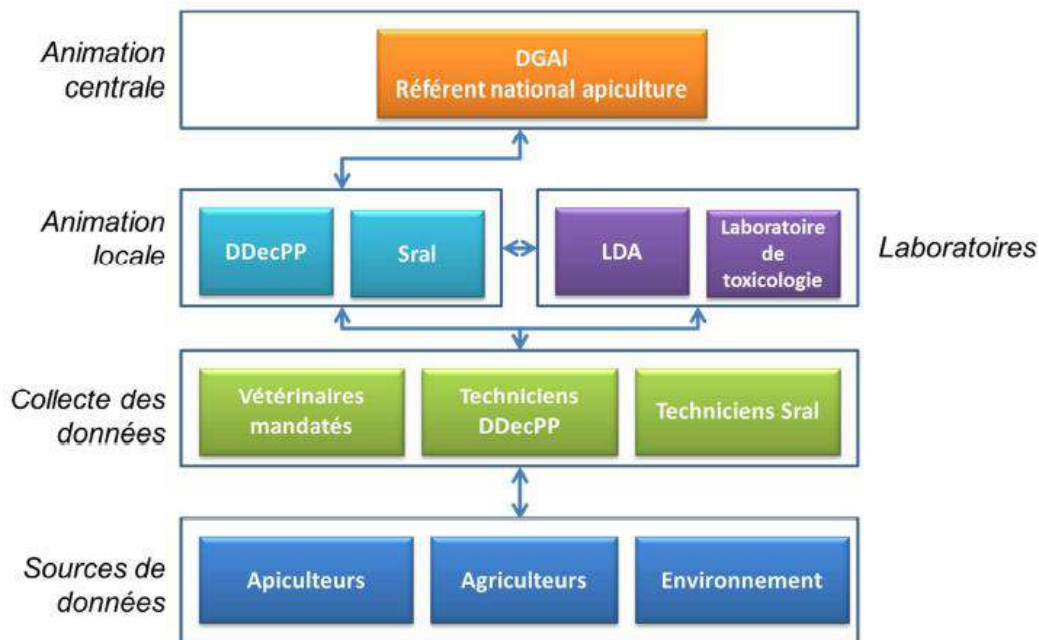 Animation
centrale
DGAl
Référent national apiculture
Animation
locale
DDecPP
Sral
LDA
Laboratoire
de
toxicologie
Laboratoires
Collecte des
données
Vétérinaires
mandatés
Techniciens
DDecPP
Techniciens Sral
Sources de
données
Apiculteurs
Agriculteurs
Environnement